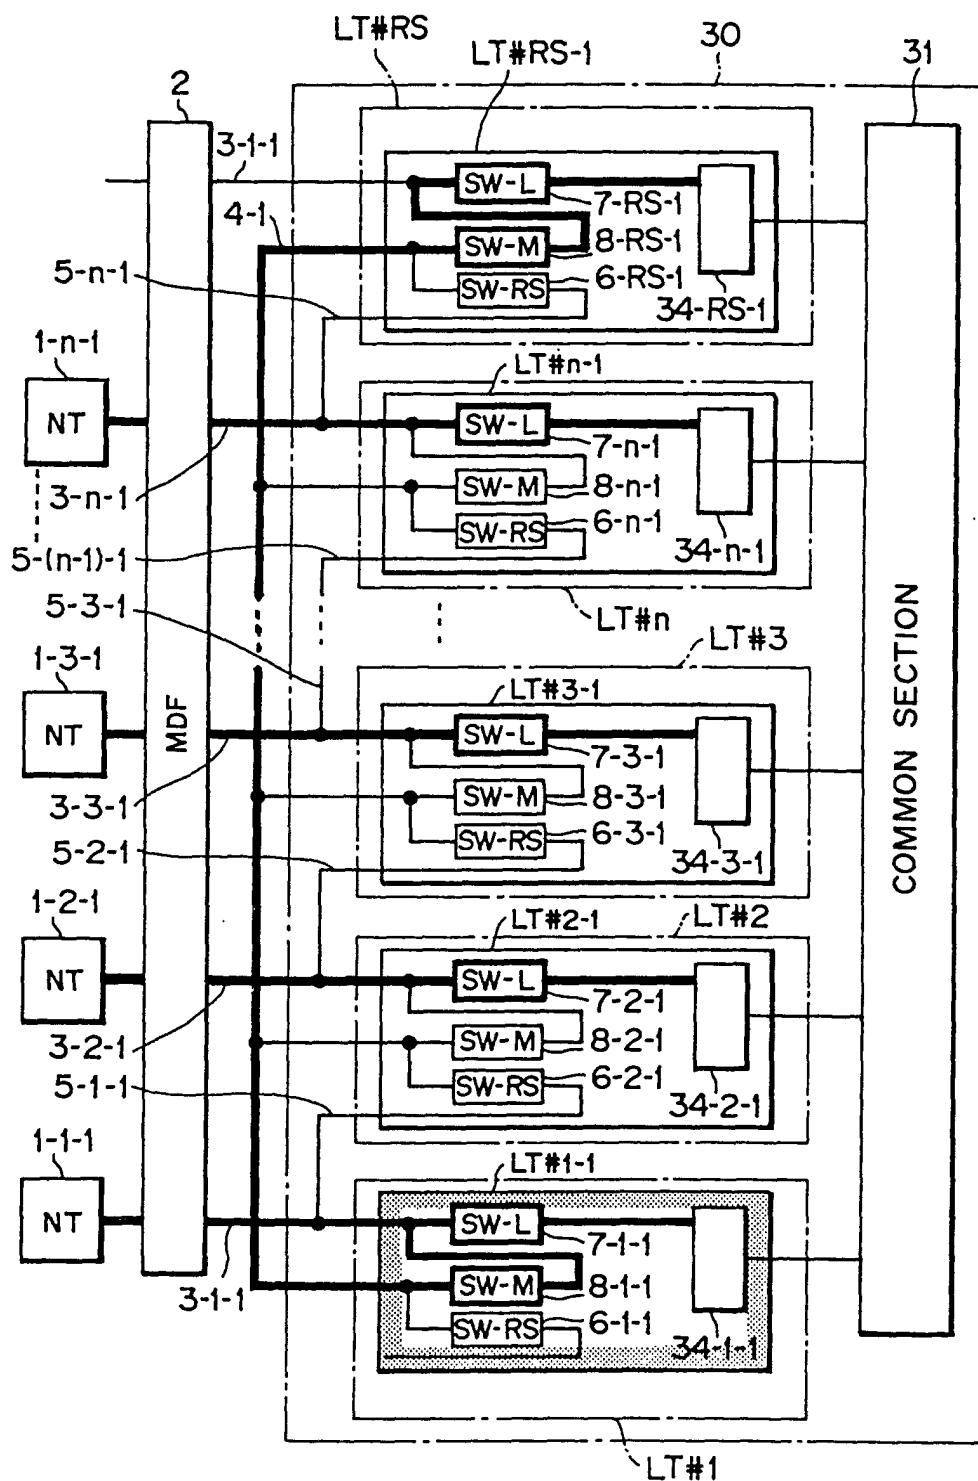 LT#RS
LT#RS-1
30
31
2
3-1-1
SW-L
7-RS-1
4-1
SW-M
8-RS-1
5-n-1
SW-RS
6-RS-1
34-RS-1
1-n-1
LT#n-1
NT
SW-L
7-n-1
3-n-1
SW-M
8-n-1
SW-RS
6-n-1
5-(n-1)-1
34-n-1
5-3-1
LT#n
1-3-1
LT#3
LT#3-1
NT
MDF
SW-L
7-3-1
COMMON SECTION
3-3-1
SW-M
8-3-1
SW-RS
6-3-1
5-2-1
34-3-1
1-2-1
LT#2-1
LT#2
NT
SW-L
7-2-1
3-2-1
SW-M
8-2-1
5-1-1
SW-RS
6-2-1
34-2-1
1-1-1
LT#1-1
NT
SW-L
7-1-1
3-1-1
SW-M
8-1-1
SW-RS
6-1-1
34-1-1
LT#1